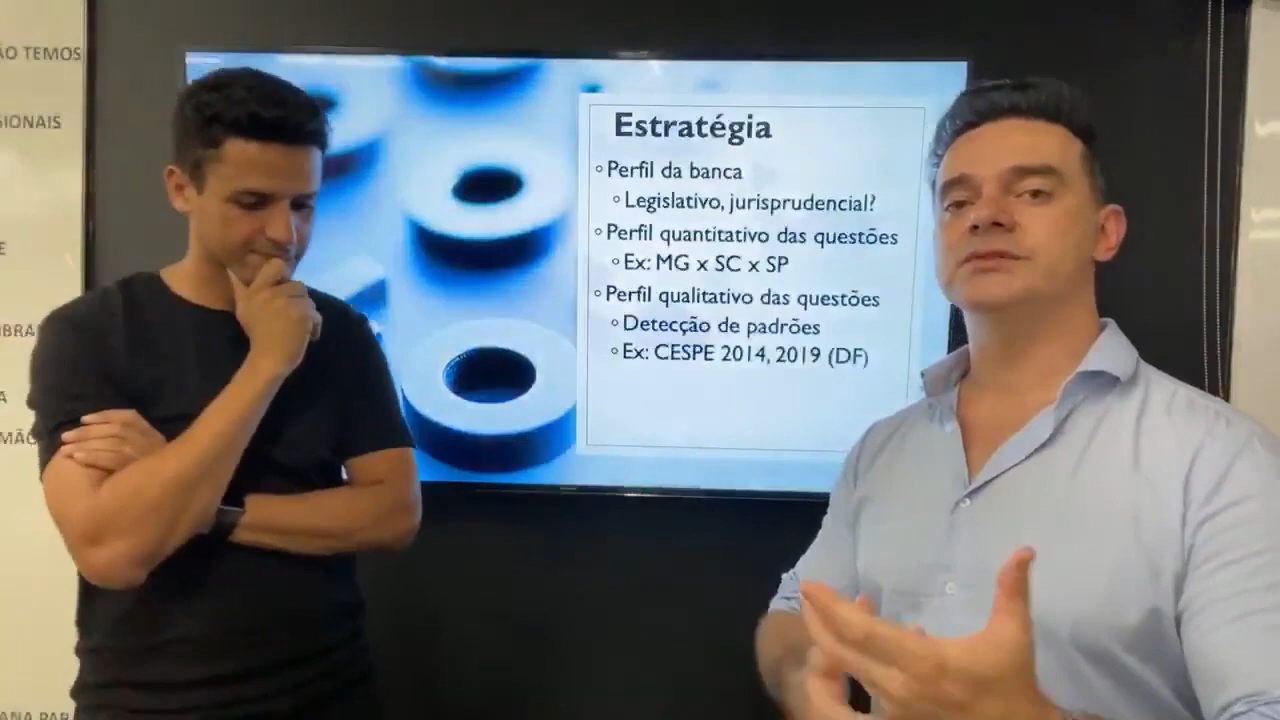 ÃO TEMOS
SIONAIS
E
A
Estratégia
Perfil da banca
Legislativo, jurisprudencial?
Perfil quantitativo das questões
Ex: MG x SC x SP
Perfil qualitativo das questões
Detecção de padrões
Ex: CESPE 2014, 2019 (DF)